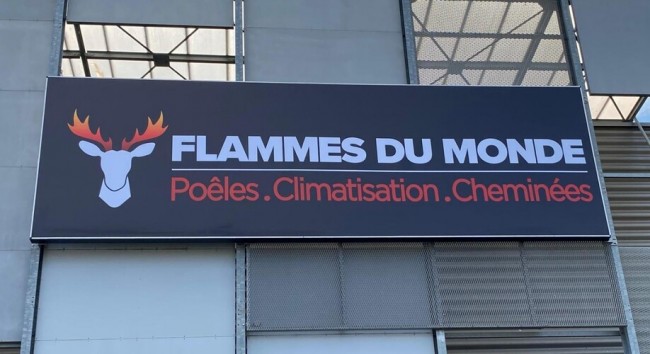 FLAMMES DU MONDE
Poêles.Climatisation.Cheminées